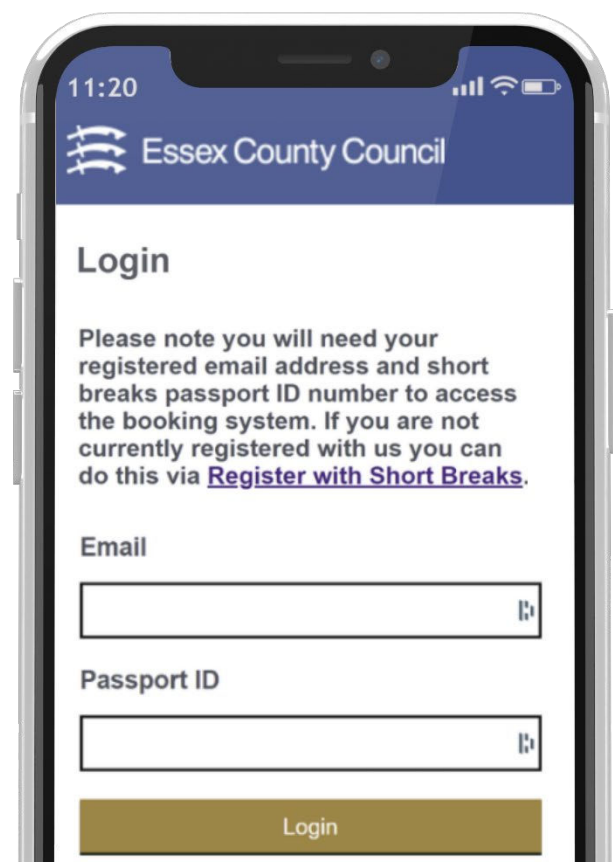 11:20
Essex County Council
Login
Please note you will need your
registered email address and short
breaks passport ID number to access
the booking system. If you are not
currently registered with us you can
do this via Register with Short Breaks.
Email
Passport ID
Login